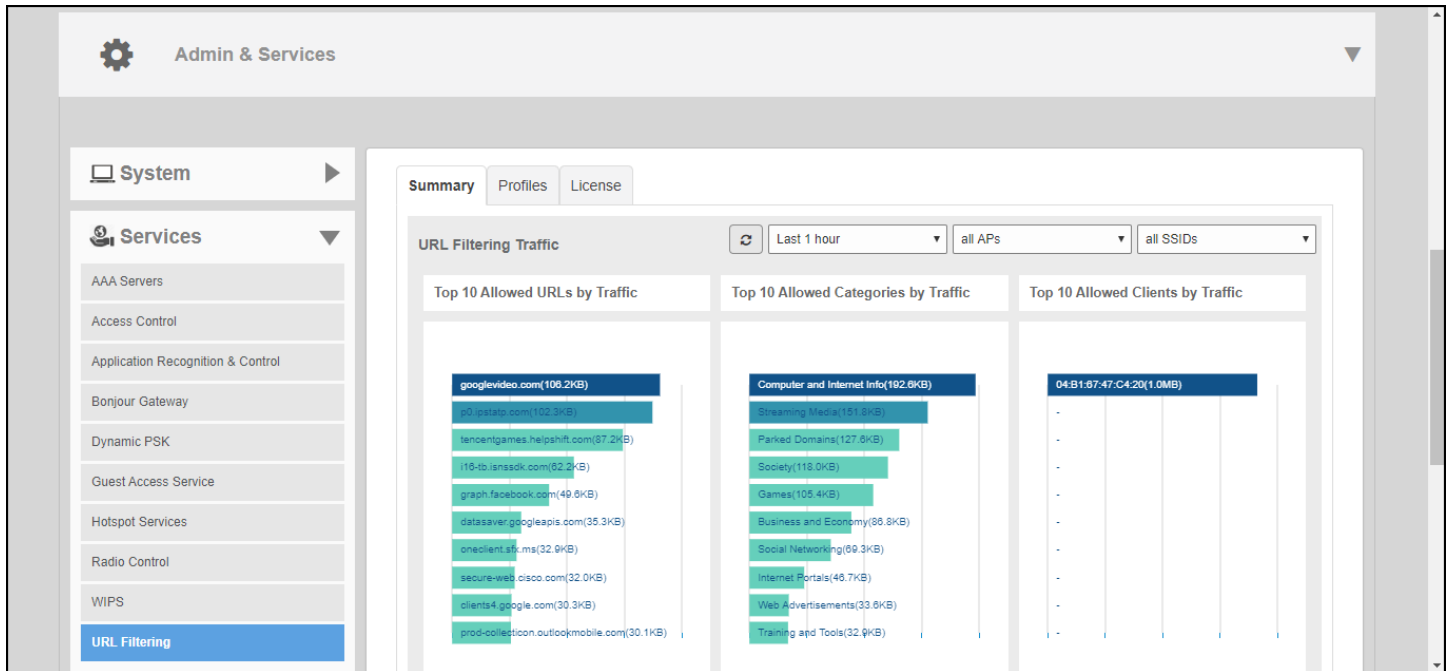 Admin & Services
System
Services
AAA Servers
Access Control
Application Recognition & Control
Bonjour Gateway
Dynamic PSK
Guest Access Service
Hotspot Services
Radio Control
WIPS
URL Filtering
Summary Profiles License
URL Filtering Traffic Last 1 hour all APs all SSIDs
Top 10 Allowed URLs by Traffic
googlevideo.com(106.2KB)
p0.ipstatp.com(102.3KB)
tencentgames.helpshift.com(87.2KB)
i16-tb.isnssdk.com(62.2KB)
graph.facebook.com(49.6KB)
datasaver.googleapis.com(35.3KB)
oneclient.sfx.ms(32.9KB)
secure-web.cisco.com(32.0KB)
clients4.google.com(30.3KB)
prod-collecticon.outlookmobile.com(30.1KB)
Top 10 Allowed Categories by Traffic
Computer and Internet Info(192.6KB)
Streaming Media(151.8KB)
Parked Domains(127.6KB)
Society(118.0KB)
Games(105.4KB)
Business and Economy(86.8KB)
Social Networking(69.3KB)
Internet Portals(46.7KB)
Web Advertisements(33.6KB)
Training and Tools(32.9KB)
Top 10 Allowed Clients by Traffic
04:B1:67:47:C4:20(1.0MB)
-
-
-
-
-
-
-
-
-